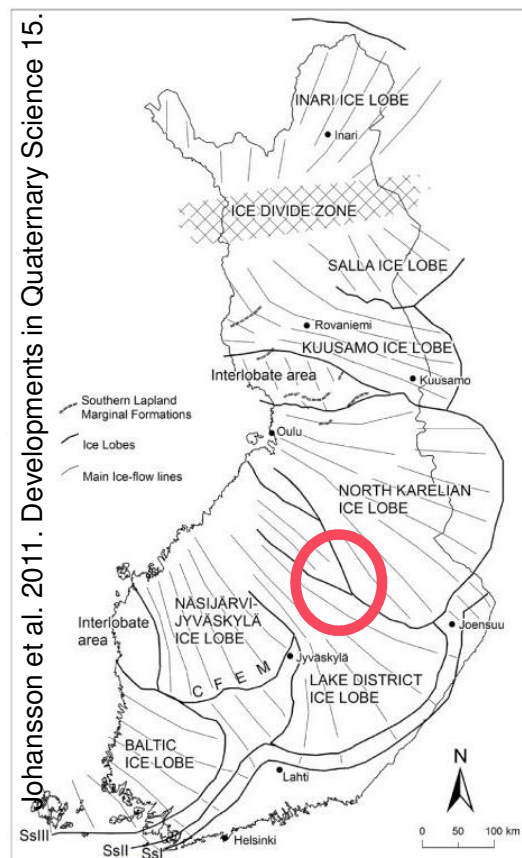 Johansson et al. 2011. Developments in Quaternary Science 15.
INARI ICE LOBE
Inari
ICE DIVIDE ZONE
SALLA ICE LOBE
Rovaniemi
KUUSAMO ICE LOBE
Interlobate area
Kuusamo
Southern Lapland
Marginal Formations
Ice Lobes
Main Ice-flow lines
Oulu
NORTH KARELIAN
ICE LOBE
NÄSIJÄRVI-
JYVÄSKYLÄ
ICE LOBE
Interlobate
area
Joensuu
Jyväskylä
CFEM
LAKE DISTRICT
ICE LOBE
BALTIC
ICE LOBE
Lahti
N
SsIII
SsII
SsI
Helsinki
0 50 100 km